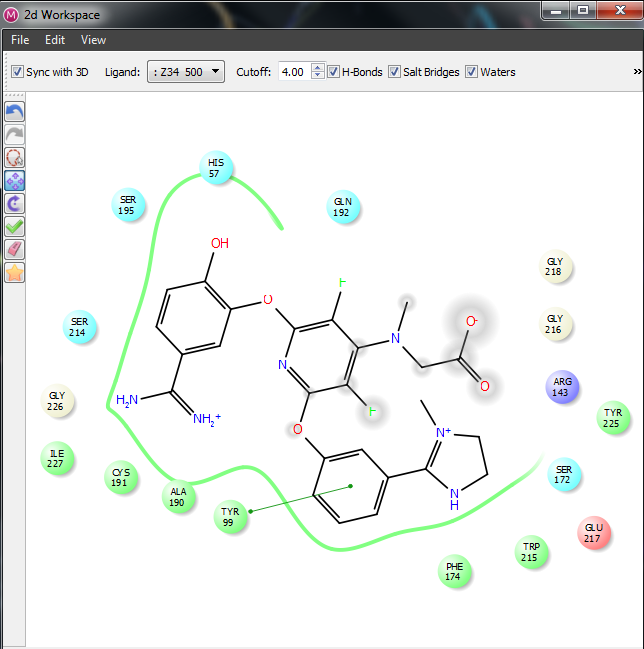 2d Workspace
File Edit View
Sync with 3D Ligand: : Z34 500 Cutoff: 4.00 H-Bonds Salt Bridges Waters »
HIS
57
SER
195
GLN
192
OH
GLY
218
F
O
O-
SER
214
GLY
216
N
N
O
ARG
143
H2N
NH2+
GLY
226
F
TYR
225
O
N+
ILE
227
CYS
191
SER
172
ALA
190
N
H
TYR
99
GLU
217
TRP
215
PHE
174